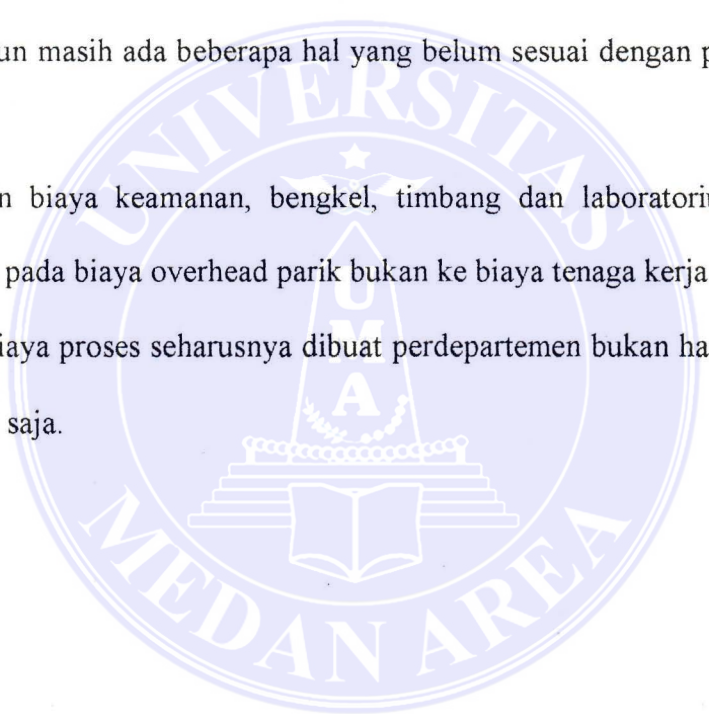 un masih ada beberapa hal yang belum sesuai dengan p
n biaya keamanan, bengkel, timbang dan laboratoriu
pada biaya overhead parik bukan ke biaya tenaga kerja
iaya proses seharusnya dibuat perdepartemen bukan ha
saja.
UNIVERSITAS
UMA
MEDAN AREA